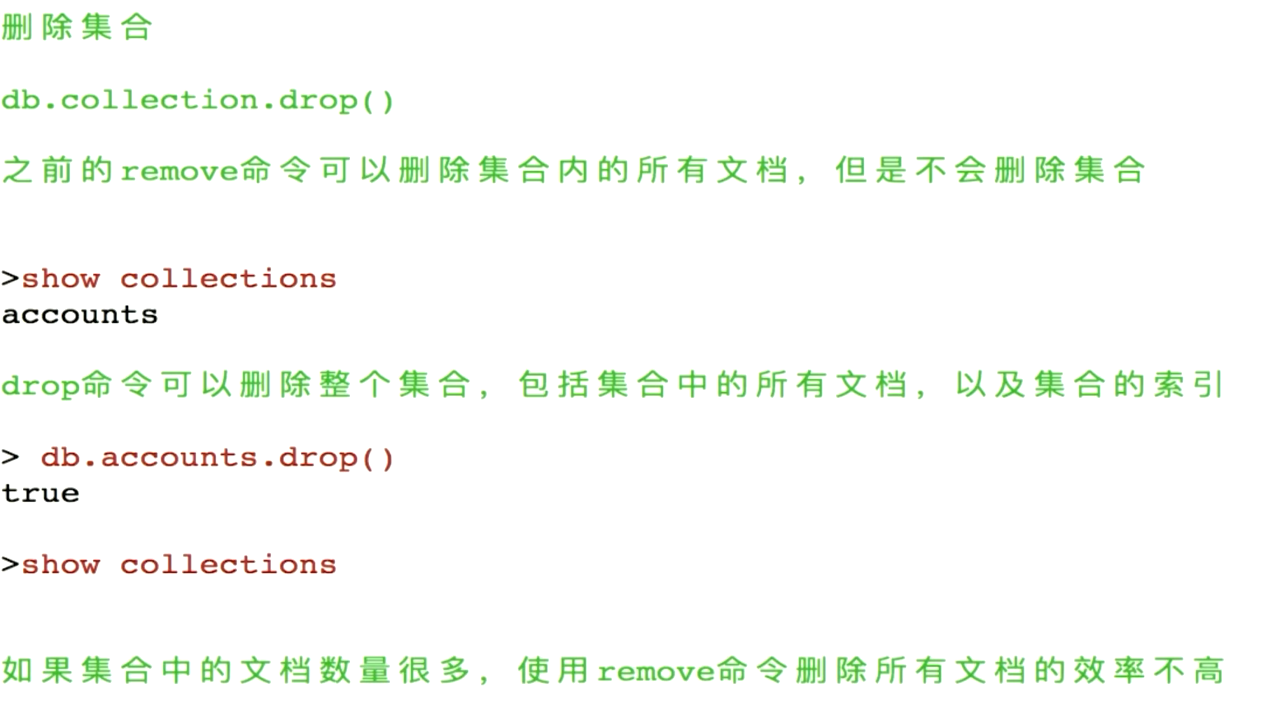 删除集合
db.collection.drop()
之前的remove命令可以删除集合内的所有文档，但是不会删除集合
>show collections
accounts
drop命令可以删除整个集合，包括集合中的所有文档，以及集合的索引
> db.accounts.drop()
true
>show collections
如果集合中的文档数量很多，使用remove命令删除所有文档的效率不高